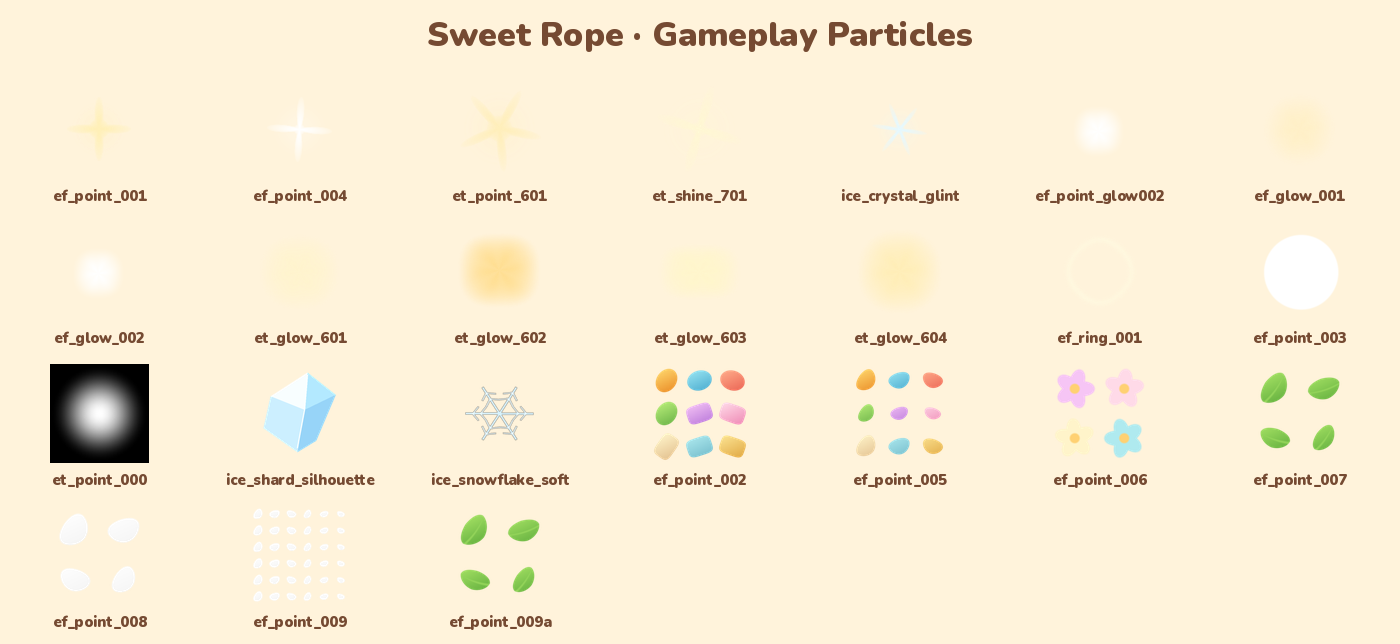 Sweet Rope · Gameplay Particles
ef_point_001 ef_point_004 et_point_601 et_shine_701 ice_crystal_glint ef_point_glow002 ef_glow_001
ef_glow_002 et_glow_601 et_glow_602 et_glow_603 et_glow_604 ef_ring_001 ef_point_003
et_point_000 ice_shard_silhouette ice_snowflake_soft ef_point_002 ef_point_005 ef_point_006 ef_point_007
ef_point_008 ef_point_009 ef_point_009a